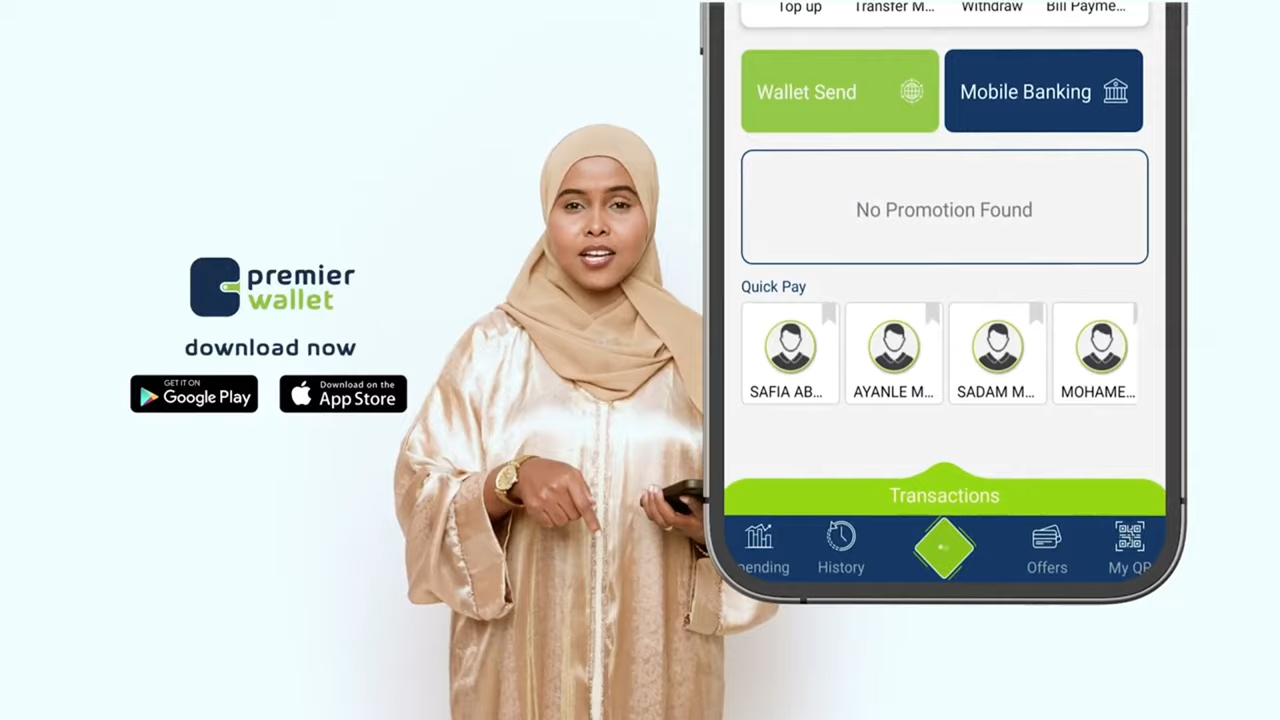 premier
wallet
download now
GET IT ON
Google Play
Download on the
App Store
Top up
Transfer M...
Withdraw
Bill Payme...
Wallet Send
Mobile Banking
No Promotion Found
Quick Pay
SAFIA AB...
AYANLE M...
SADAM M...
MOHAME...
Transactions
pending
History
Offers
My QR